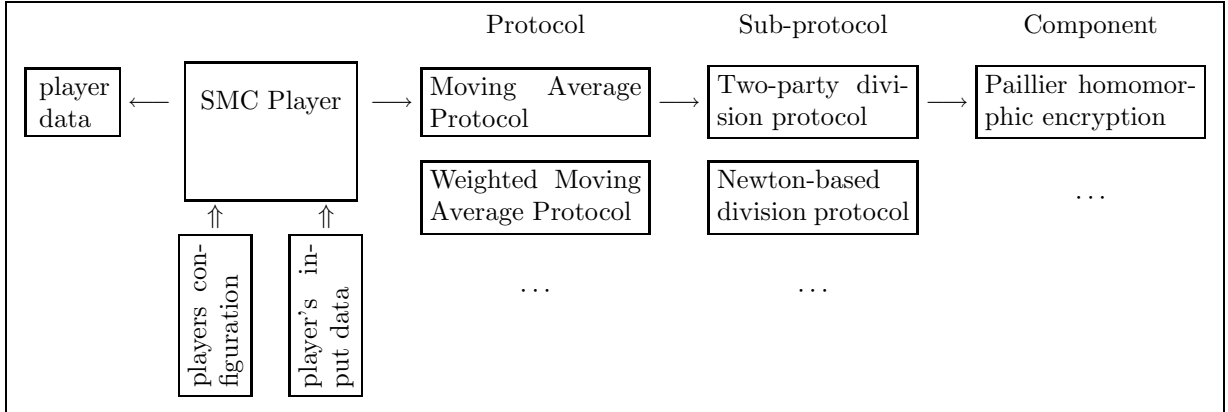 Protocol
Sub-protocol
Component
player
data
SMC Player
Moving Average
Protocol
Two-party divi-
sion protocol
Paillier homomor-
phic encryption
Weighted Moving
Average Protocol
Newton-based
division protocol
...
players con-
figuration
player's in-
put data
...
...